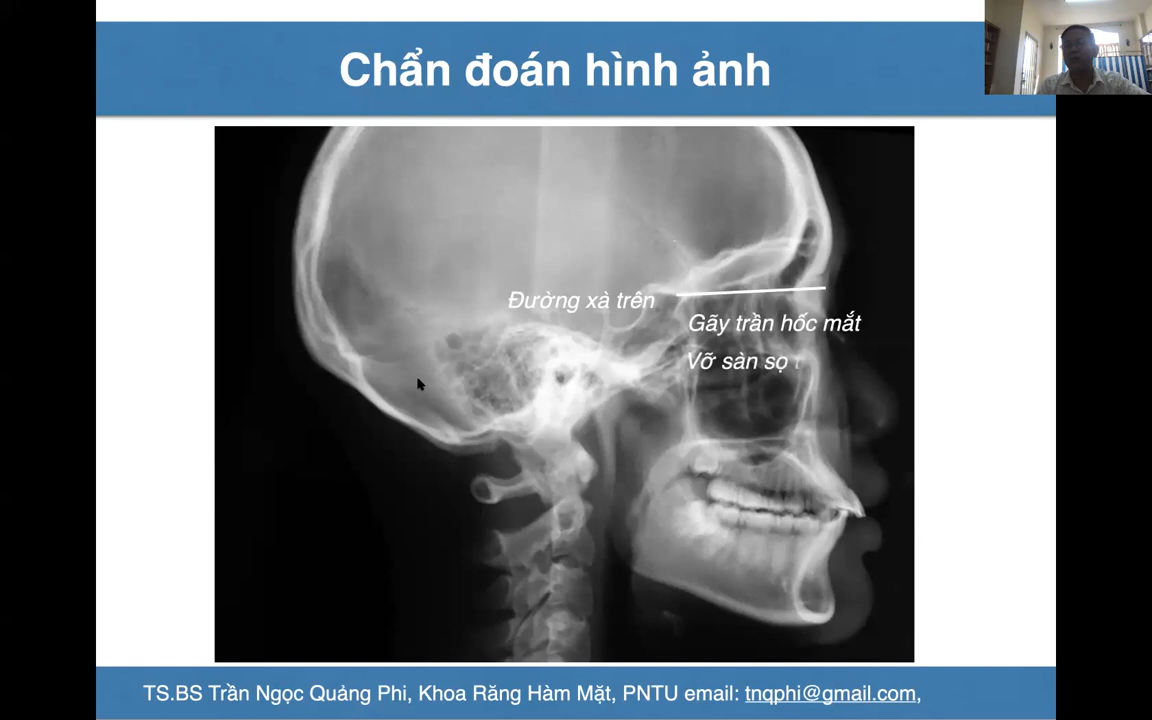 Chẩn đoán hình ảnh
Đường xà trên
Gãy trần hốc mắt
Vỡ sàn sọ
TS.BS Trần Ngọc Quảng Phi, Khoa Răng Hàm Mặt, PNTU email: tnqphi@gmail.com,